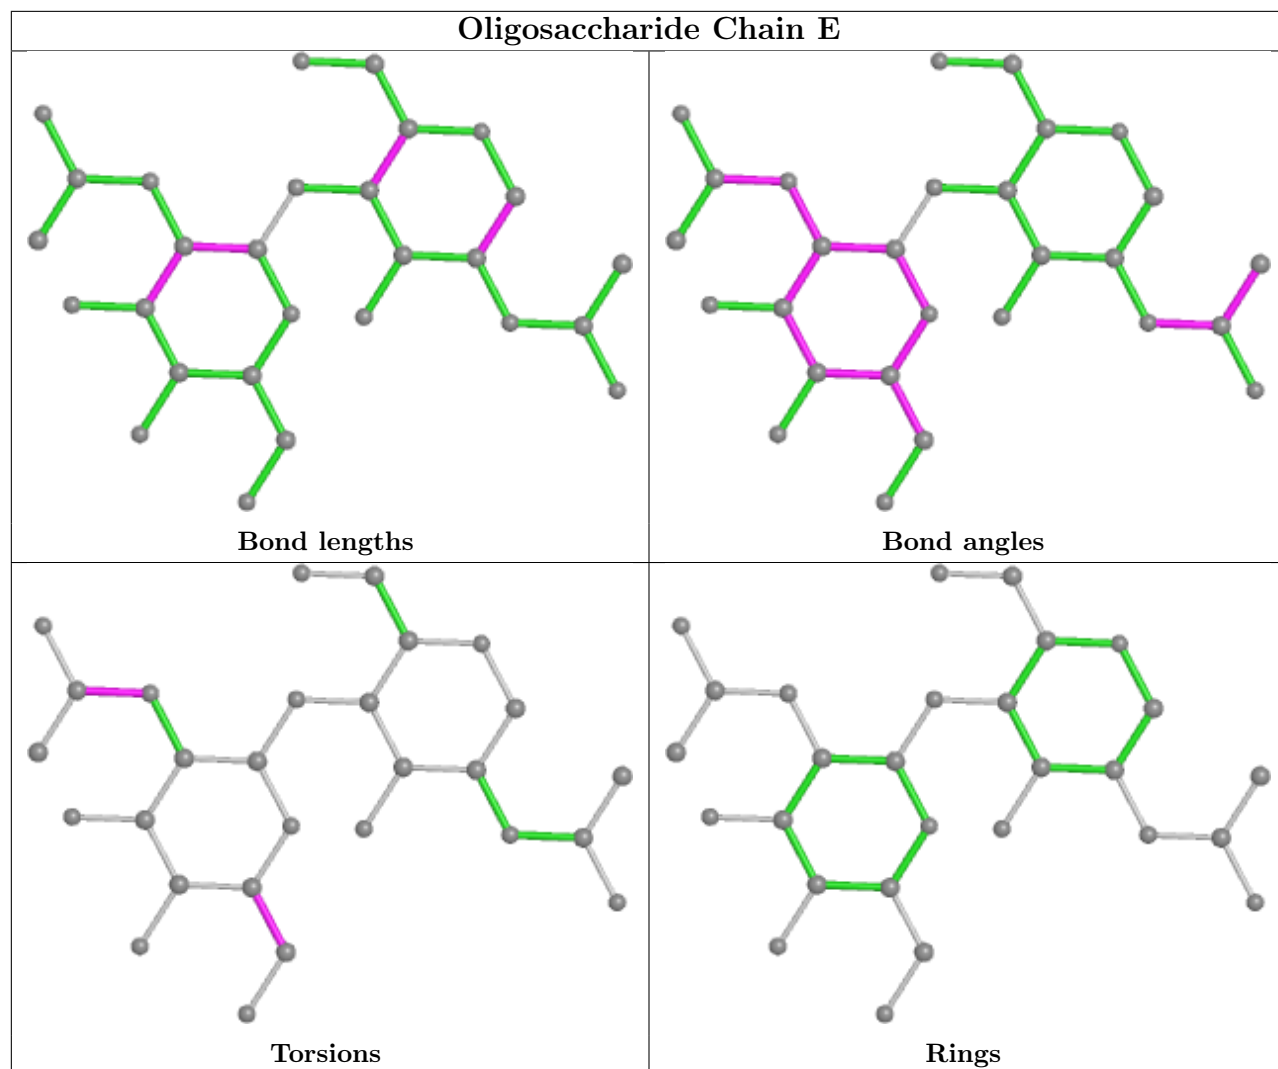 Oligosaccharide Chain E
Bond lengths
Bond angles
Torsions
Rings